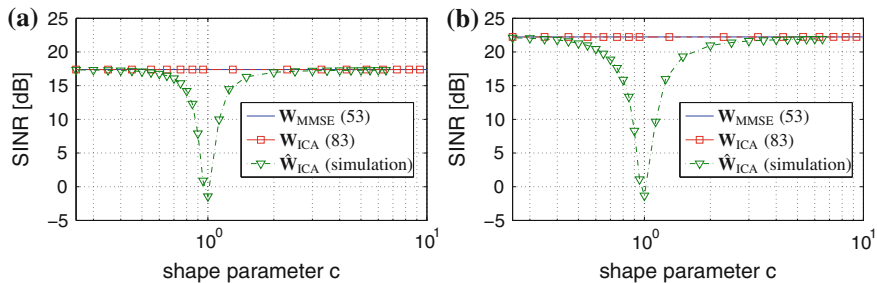 (a)
SINR [dB]
25
20
15
10
5
0
−5
W_MMSE (53)
W_ICA (83)
Ŵ_ICA (simulation)
10^0
10^1
shape parameter c
(b)
SINR [dB]
25
20
15
10
5
0
−5
W_MMSE (53)
W_ICA (83)
Ŵ_ICA (simulation)
10^0
10^1
shape parameter c